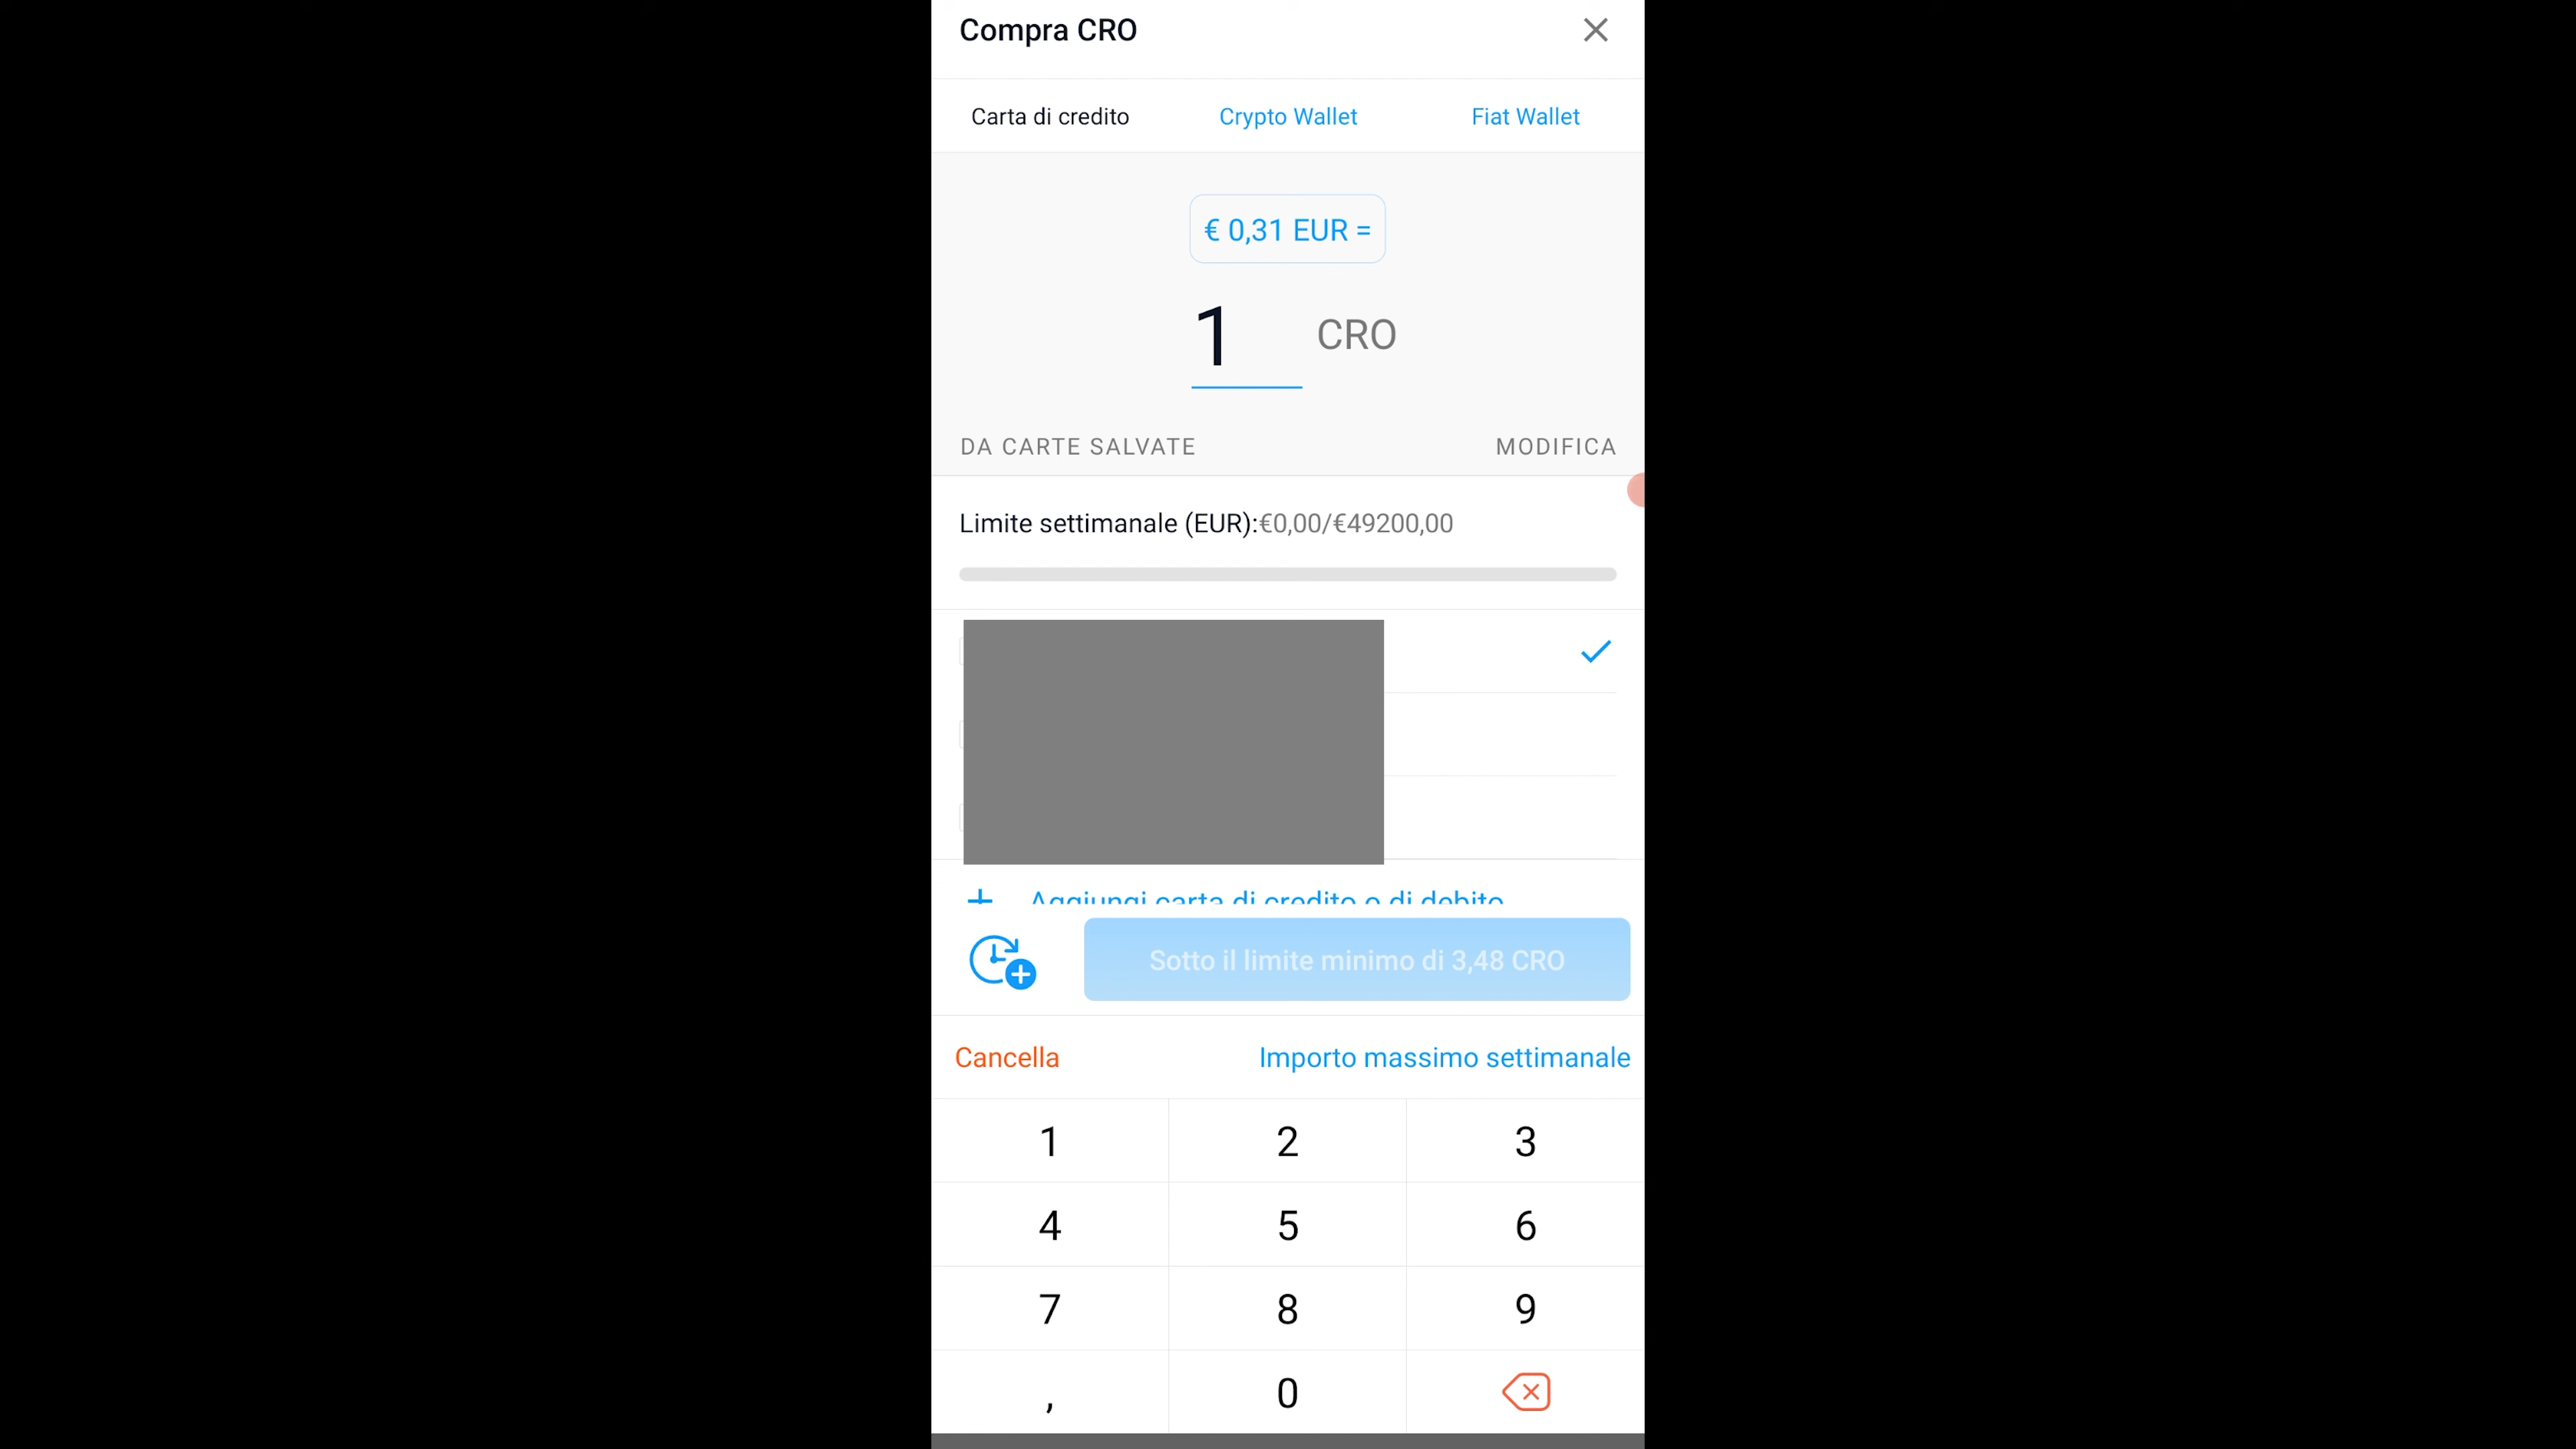 Compra CRO
Carta di credito Crypto Wallet Fiat Wallet
€ 0,31 EUR =
1 CRO
DA CARTE SALVATE MODIFICA
Limite settimanale (EUR):€0,00/€49200,00
Aggiungi carta di credito o di debito
Sotto il limite minimo di 3,48 CRO
Cancella Importo massimo settimanale
1 2 3
4 5 6
7 8 9
, 0